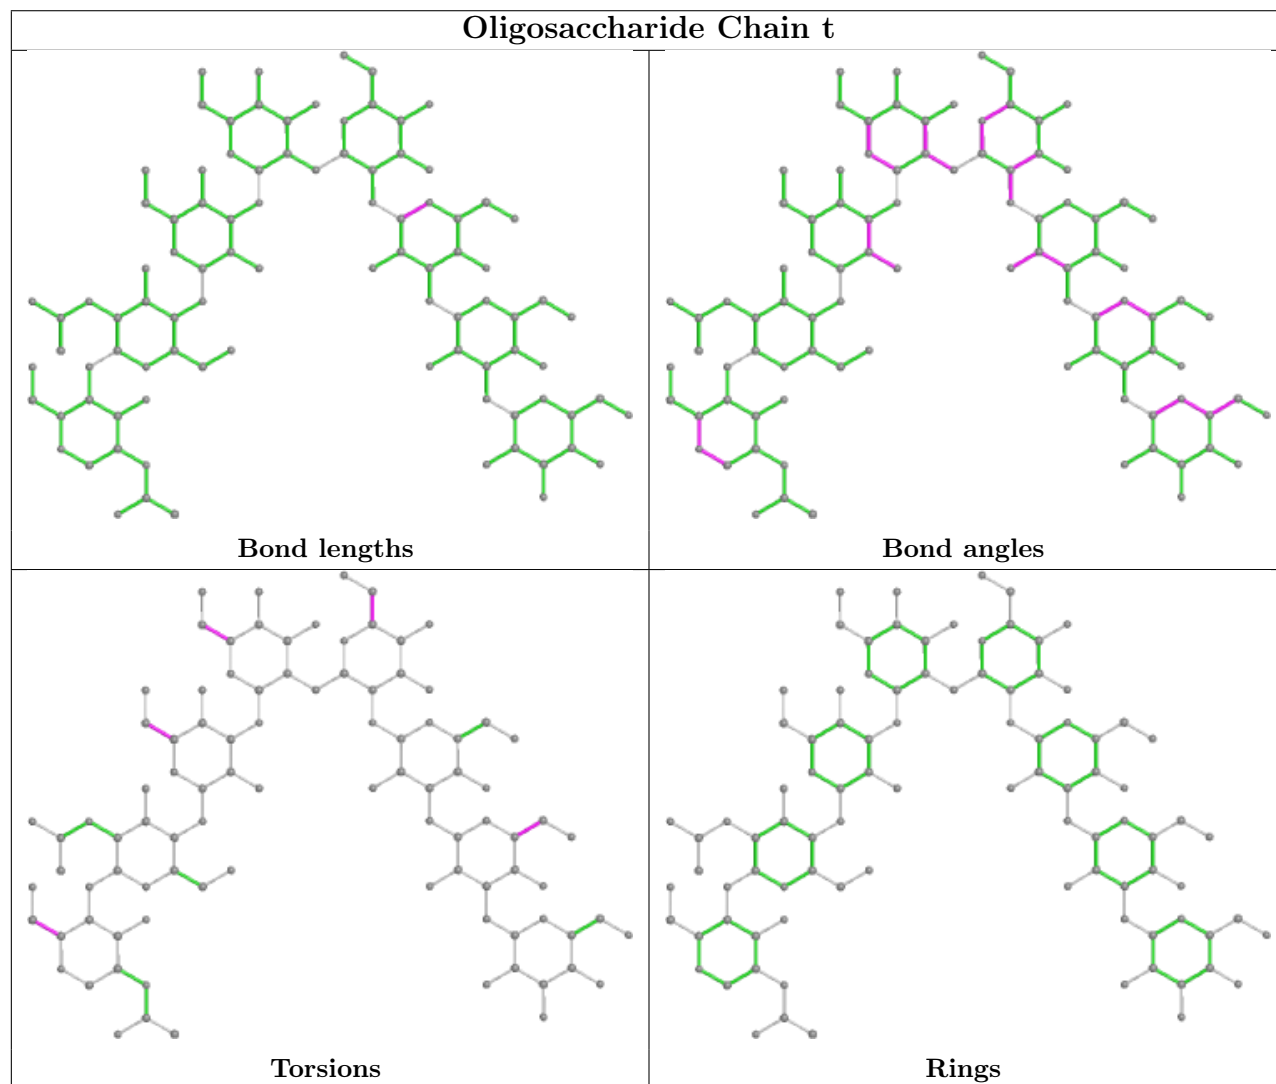 Oligosaccharide Chain t
Bond lengths
Bond angles
Torsions
Rings